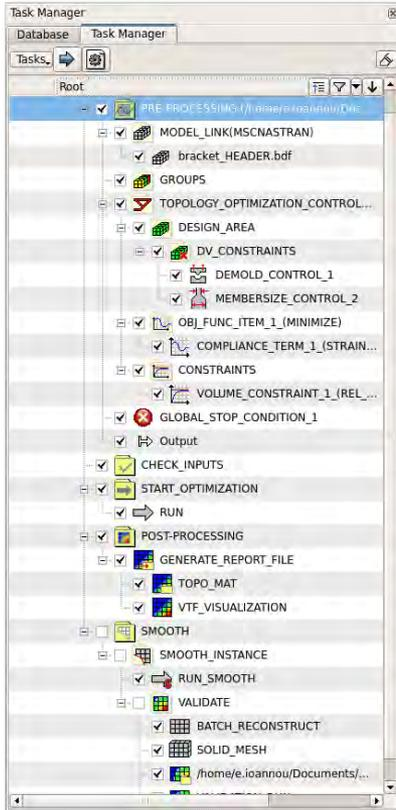 Task Manager
Database Task Manager
Tasks
Root
PRE-PROCESSING (/home/e.ioannou/Doc...
MODEL_LINK(MSCNASTRAN)
bracket_HEADER.bdf
GROUPS
TOPOLOGY_OPTIMIZATION_CONTROL...
DESIGN_AREA
DV_CONSTRAINTS
DEMOLD_CONTROL_1
MEMBERSIZE_CONTROL_2
OBJ_FUNC_ITEM_1_(MINIMIZE)
COMPLIANCE_TERM_1_(STRAIN...
CONSTRAINTS
VOLUME_CONSTRAINT_1_(REL_...
GLOBAL_STOP_CONDITION_1
Output
CHECK_INPUTS
START_OPTIMIZATION
RUN
POST-PROCESSING
GENERATE_REPORT_FILE
TOPO_MAT
VTF_VISUALIZATION
SMOOTH
SMOOTH_INSTANCE
RUN_SMOOTH
VALIDATE
BATCH_RECONSTRUCT
SOLID_MESH
/home/e.ioannou/Documents/...